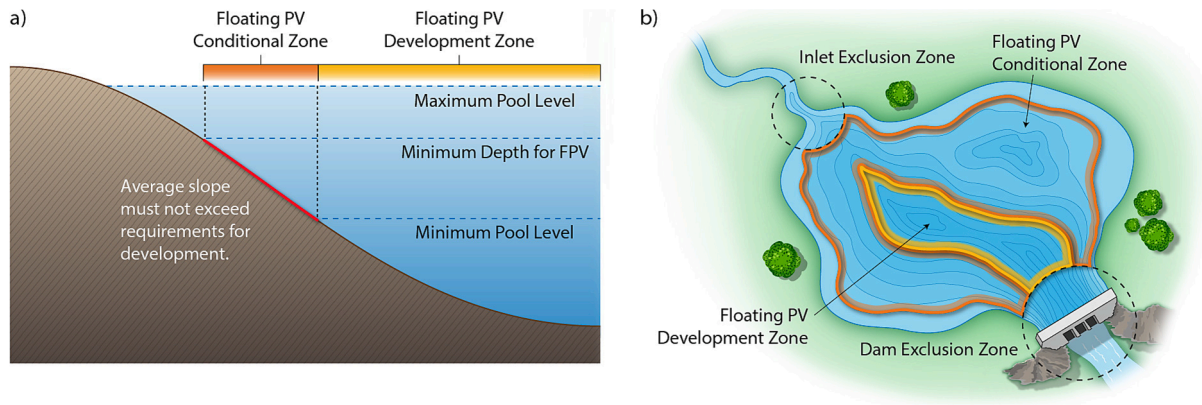 a)
Floating PV
Conditional Zone
Floating PV
Development Zone
Maximum Pool Level
Minimum Depth for FPV
Minimum Pool Level
Average slope
must not exceed
requirements for
development.
b)
Inlet Exclusion Zone
Floating PV
Conditional Zone
Floating PV
Development Zone
Dam Exclusion Zone